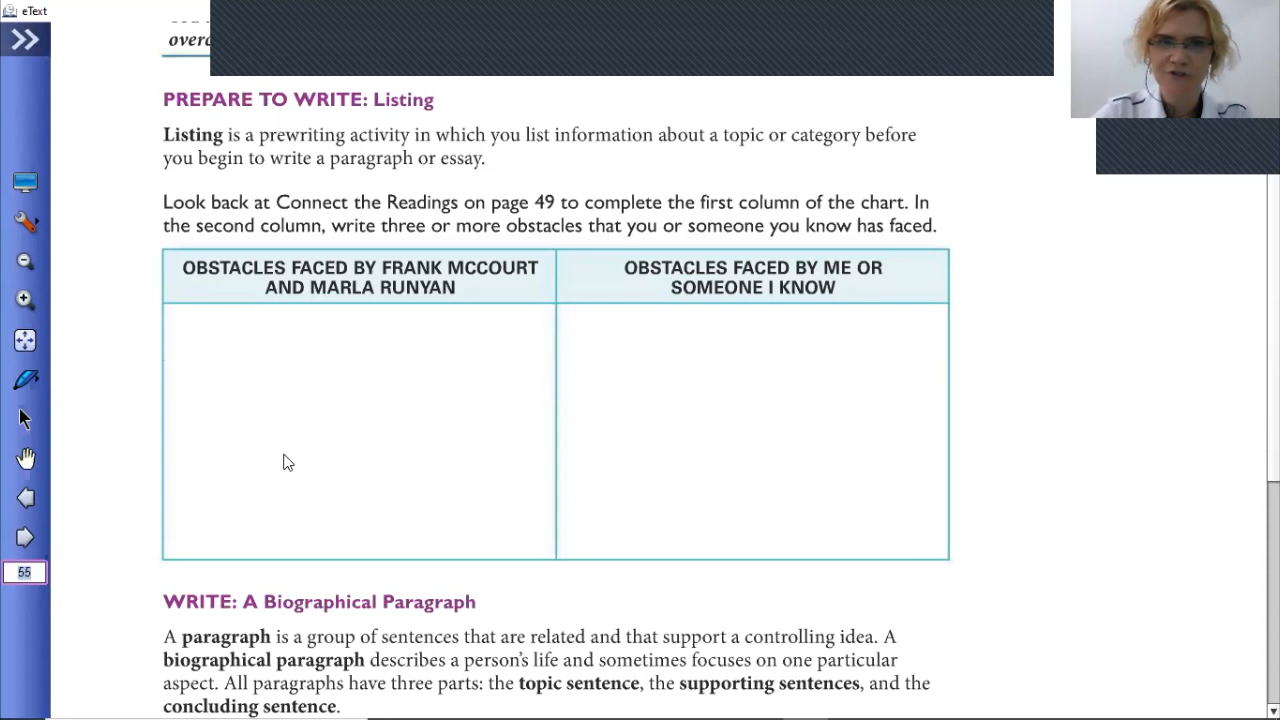 eText
overc
PREPARE TO WRITE: Listing
Listing is a prewriting activity in which you list information about a topic or category before
you begin to write a paragraph or essay.
Look back at Connect the Readings on page 49 to complete the first column of the chart. In
the second column, write three or more obstacles that you or someone you know has faced.
OBSTACLES FACED BY FRANK MCCOURT
AND MARLA RUNYAN
OBSTACLES FACED BY ME OR
SOMEONE I KNOW
55
WRITE: A Biographical Paragraph
A paragraph is a group of sentences that are related and that support a controlling idea. A
biographical paragraph describes a person's life and sometimes focuses on one particular
aspect. All paragraphs have three parts: the topic sentence, the supporting sentences, and the
concluding sentence.